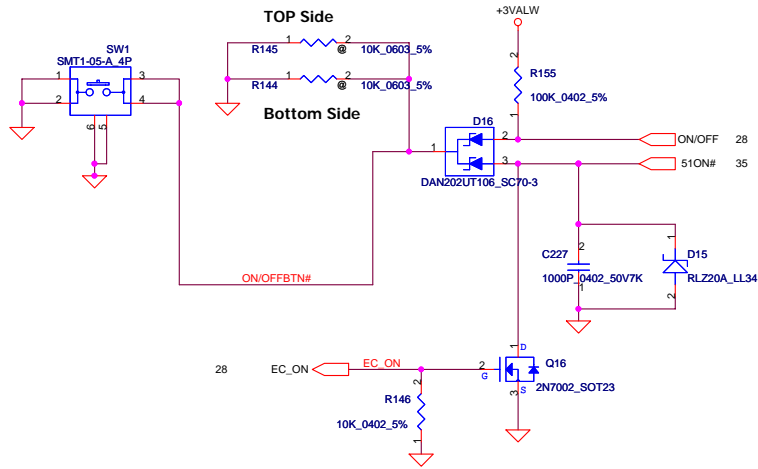 +3VALW
TOP Side
SW1
SMT1-05-A_4P
1 2
R145 @ 10K_0603_5%
1 2
R144 @ 10K_0603_5%
Bottom Side
1 3
2 4
6 5
2
R155
100K_0402_5%
1
D16
1 2
3
DAN202UT106_SC70-3
ON/OFF 28
51ON# 35
ON/OFFBTN#
C227
2
1000P_0402_50V7K
1
1
D15
RLZ20A_LL34
2
28 EC_ON EC_ON
1 D
2
G
Q16
2N7002_SOT23
S
3
2
R146
10K_0402_5%
1